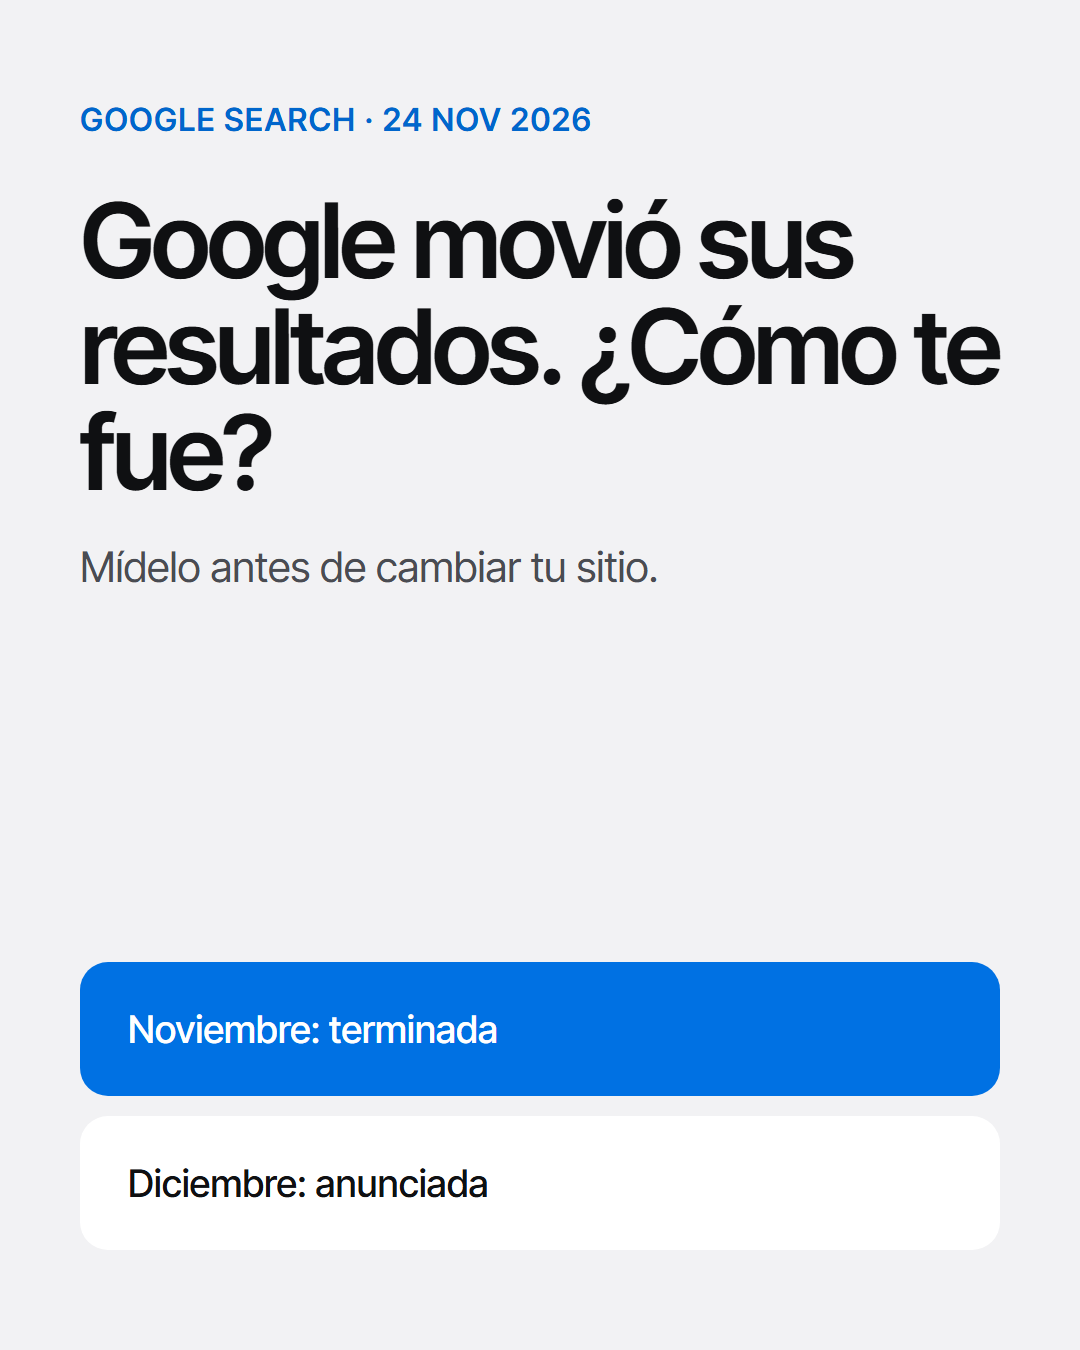 GOOGLE SEARCH · 24 NOV 2026
Google movió sus
resultados. ¿Cómo te
fue?
Mídelo antes de cambiar tu sitio.
Noviembre: terminada
Diciembre: anunciada